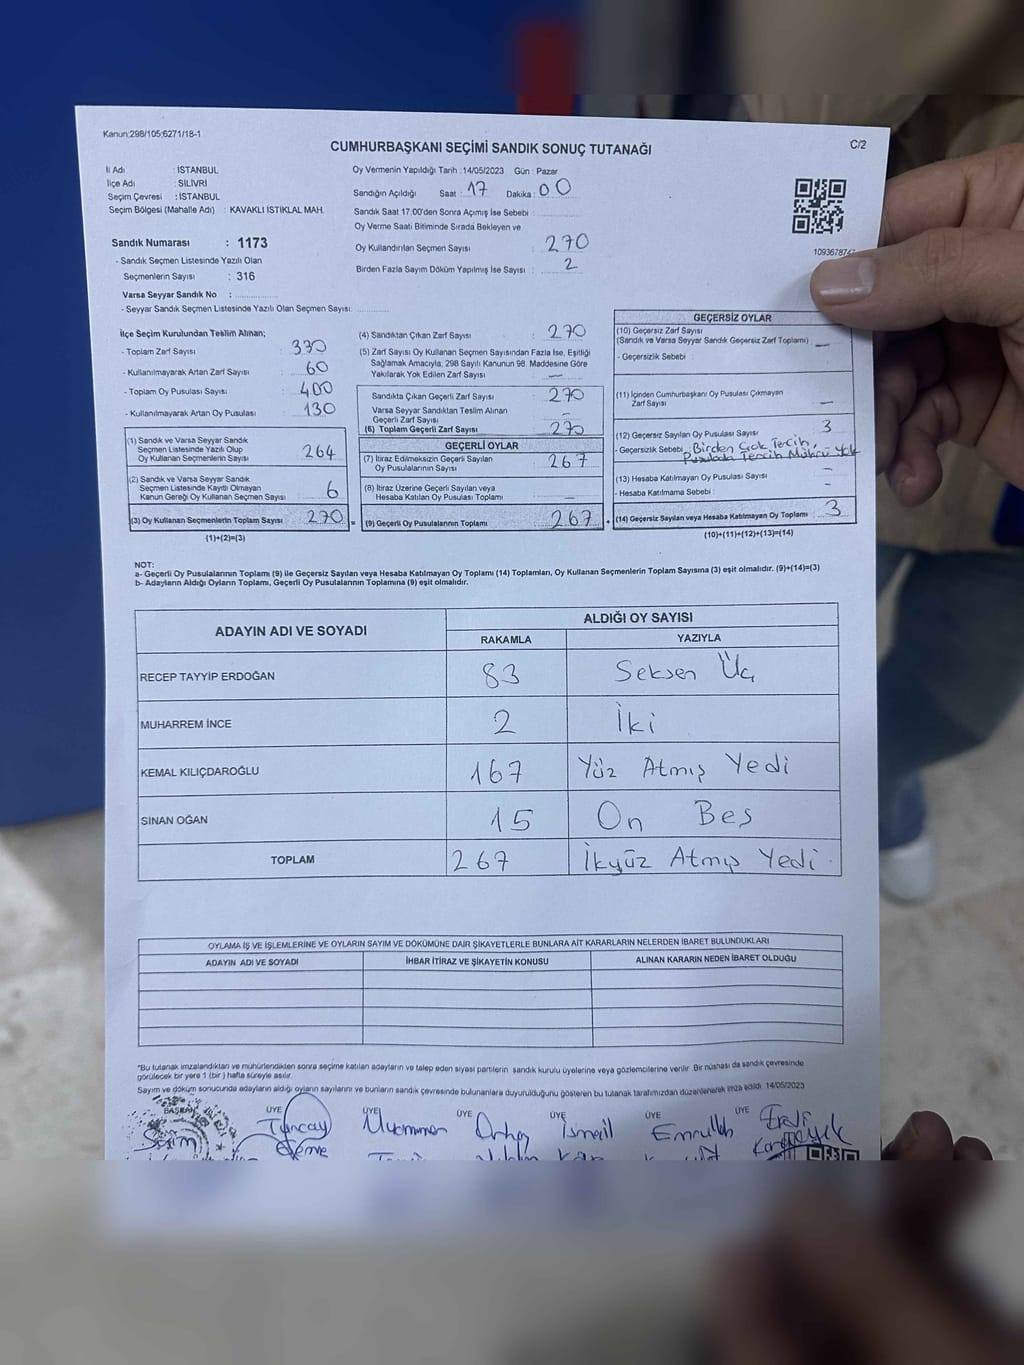 Kanun:298/105;6271/18-1
C/2
CUMHURBAŞKANI SEÇİMİ SANDIK SONUÇ TUTANAĞI
İl Adı : İSTANBUL
İlçe Adı : SİLİVRİ
Seçim Çevresi : İSTANBUL
Seçim Bölgesi (Mahalle Adı) : KAVAKLI İSTİKLAL MAH.
Sandık Numarası : 1173
- Sandık Seçmen Listesinde Yazılı Olan
Seçmenlerin Sayısı : 316
Varsa Seyyar Sandık No :
- Seyyar Sandık Seçmen Listesinde Yazılı Olan Seçmen Sayısı:
Oy Vermenin Yapıldığı Tarih :14/05/2023 Gün : Pazar
Sandığın Açıldığı Saat : 17 Dakika : 00
Sandık Saat 17:00'den Sonra Açımış İse Sebebi :
Oy Verme Saati Bitiminde Sırada Bekleyen ve
Oy Kullandırılan Seçmen Sayısı : 270
Birden Fazla Sayım Döküm Yapılmış İse Sayısı : 2
1093678747
İlçe Seçim Kurulundan Teslim Alınan;
- Toplam Zarf Sayısı : 330
- Kullanılmayarak Artan Zarf Sayısı : 60
- Toplam Oy Pusulası Sayısı : 400
- Kullanılmayarak Artan Oy Pusulası : 130
(1) Sandık ve Varsa Seyyar Sandık
Seçmen Listesinde Yazılı Olup
Oy Kullanan Seçmenlerin Sayısı 264
(2) Sandık ve Varsa Seyyar Sandık
Seçmen Listesinde Kayıtlı Olmayan
Kanun Gereği Oy Kullanan Seçmen Sayısı 6
(3) Oy Kullanan Seçmenlerin Toplam Sayısı 270 =
(1)+(2)=(3)
(4) Sandıktan Çıkan Zarf Sayısı : 270
(5) Zarf Sayısı Oy Kullanan Seçmen Sayısından Fazla İse, Eşitliği
Sağlamak Amacıyla, 298 Sayılı Kanunun 98. Maddesine Göre
Yakılarak Yok Edilen Zarf Sayısı : —
Sandıkta Çıkan Geçerli Zarf Sayısı : 270
Varsa Seyyar Sandıktan Teslim Alınan
Geçerli Zarf Sayısı : -
(6) Toplam Geçerli Zarf Sayısı : 270
GEÇERLİ OYLAR
(7) İtiraz Edilmeksizin Geçerli Sayılan
Oy Pusulalarının Sayısı : 267
(8) İtiraz Üzerine Geçerli Sayılan veya
Hesaba Katılan Oy Pusulası Toplamı : —
(9) Geçerli Oy Pusulalarının Toplamı 267 +
GEÇERSİZ OYLAR
(10) Geçersiz Zarf Sayısı
(Sandık ve Varsa Seyyar Sandık Geçersiz Zarf Toplamı) : —
- Geçersizlik Sebebi :
(11) İçinden Cumhurbaşkanı Oy Pusulası Çıkmayan
Zarf Sayısı : —
(12) Geçersiz Sayılan Oy Pusulası Sayısı : 3
- Geçersizlik Sebebi : Birden Çok Tercih,
Pusulada Tercih Mührü Yok
(13) Hesaba Katılmayan Oy Pusulası Sayısı : -
- Hesaba Katılmama Sebebi : -
(14) Geçersiz Sayılan veya Hesaba Katılmayan Oy Toplamı : 3
(10)+(11)+(12)+(13)=(14)
NOT:
a- Geçerli Oy Pusulalarının Toplamı (9) ile Geçersiz Sayılan veya Hesaba Katılmayan Oy Toplamı (14) Toplamları, Oy Kullanan Seçmenlerin Toplam Sayısına (3) eşit olmalıdır. (9)+(14)=(3)
b- Adayların Aldığı Oyların Toplamı, Geçerli Oy Pusulalarının Toplamına (9) eşit olmalıdır.
ADAYIN ADI VE SOYADI
ALDIĞI OY SAYISI
RAKAMLA YAZIYLA
RECEP TAYYİP ERDOĞAN 83 Seksen Üç
MUHARREM İNCE 2 İki
KEMAL KILIÇDAROĞLU 167 Yüz Atmış Yedi
SİNAN OĞAN 15 On Beş
TOPLAM 267 İkyüz Atmış Yedi
OYLAMA İŞ VE İŞLEMLERİNE VE OYLARIN SAYIM VE DÖKÜMÜNE DAİR ŞİKAYETLERLE BUNLARA AİT KARARLARIN NELERDEN İBARET BULUNDUKLARI
ADAYIN ADI VE SOYADI İHBAR İTİRAZ VE ŞİKAYETİN KONUSU ALINAN KARARIN NEDEN İBARET OLDUĞU
"Bu tutanak imzalandıktan ve mühürlendikten sonra seçime katılan adayların ve talep eden siyasi partilerin sandık kurulu üyelerine veya gözlemcilerine verilir. Bir nüshası da sandık çevresinde
görülecek bir yere 1 (bir) hafta süreyle asılır.
Sayım ve döküm sonucunda adayların aldığı oyların sayılarını ve bunların sandık çevresinde bulunanlara duyurulduğunu gösteren bu tutanak tarafımızdan düzenlenerek imza edildi. 14/05/2023
BAŞKAN ÜYE ÜYE ÜYE ÜYE ÜYE ÜYE
Tuncay Muammer Orhan İsmail Emrullah